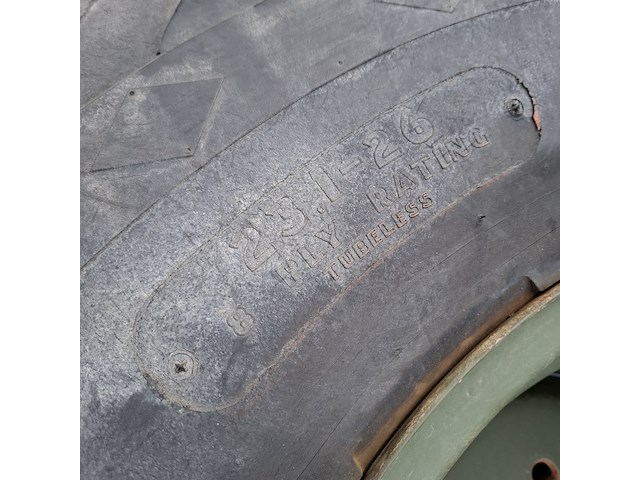 23.1-26
8 PLY RATING
TUBELESS